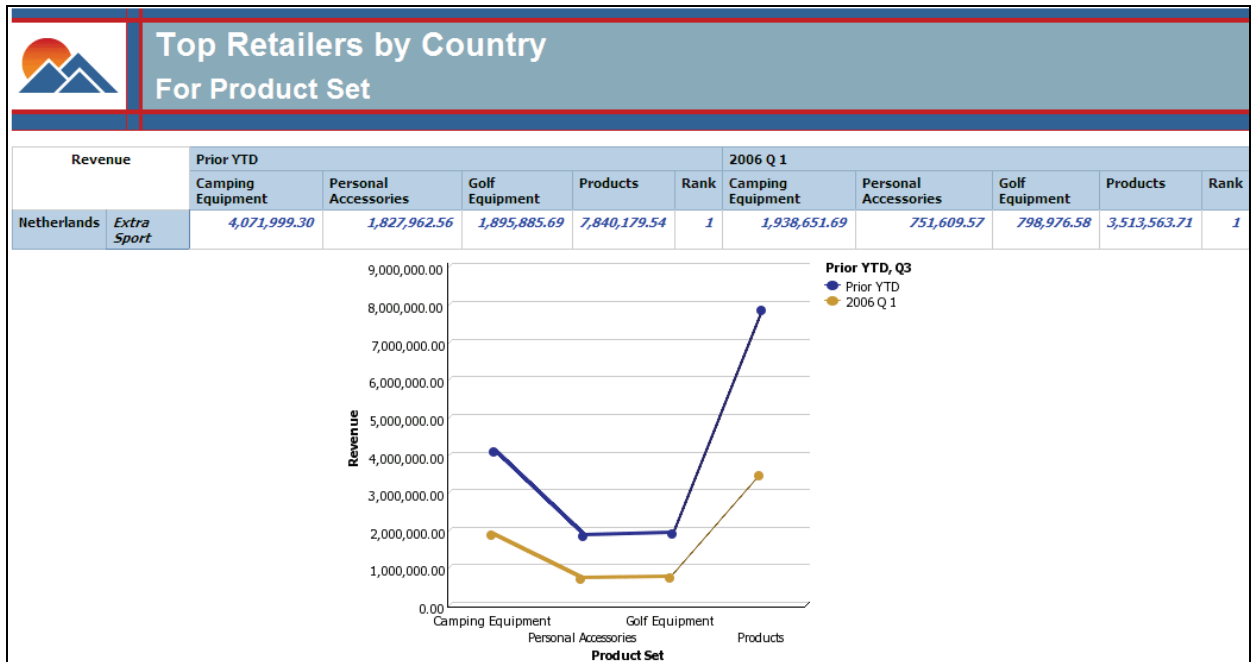 Top Retailers by Country
For Product Set
Revenue Prior YTD 2006 Q 1
Camping Equipment Personal Accessories Golf Equipment Products Rank Camping Equipment Personal Accessories Golf Equipment Products Rank
Netherlands Extra Sport 4,071,999.30 1,827,962.56 1,895,885.69 7,840,179.54 1 1,938,651.69 751,609.57 798,976.58 3,513,563.71 1
9,000,000.00
8,000,000.00
7,000,000.00
6,000,000.00
5,000,000.00
4,000,000.00
3,000,000.00
2,000,000.00
1,000,000.00
0.00
Revenue
Camping Equipment Golf Equipment
Personal Accessories Products
Product Set
Prior YTD, Q3
Prior YTD
2006 Q 1